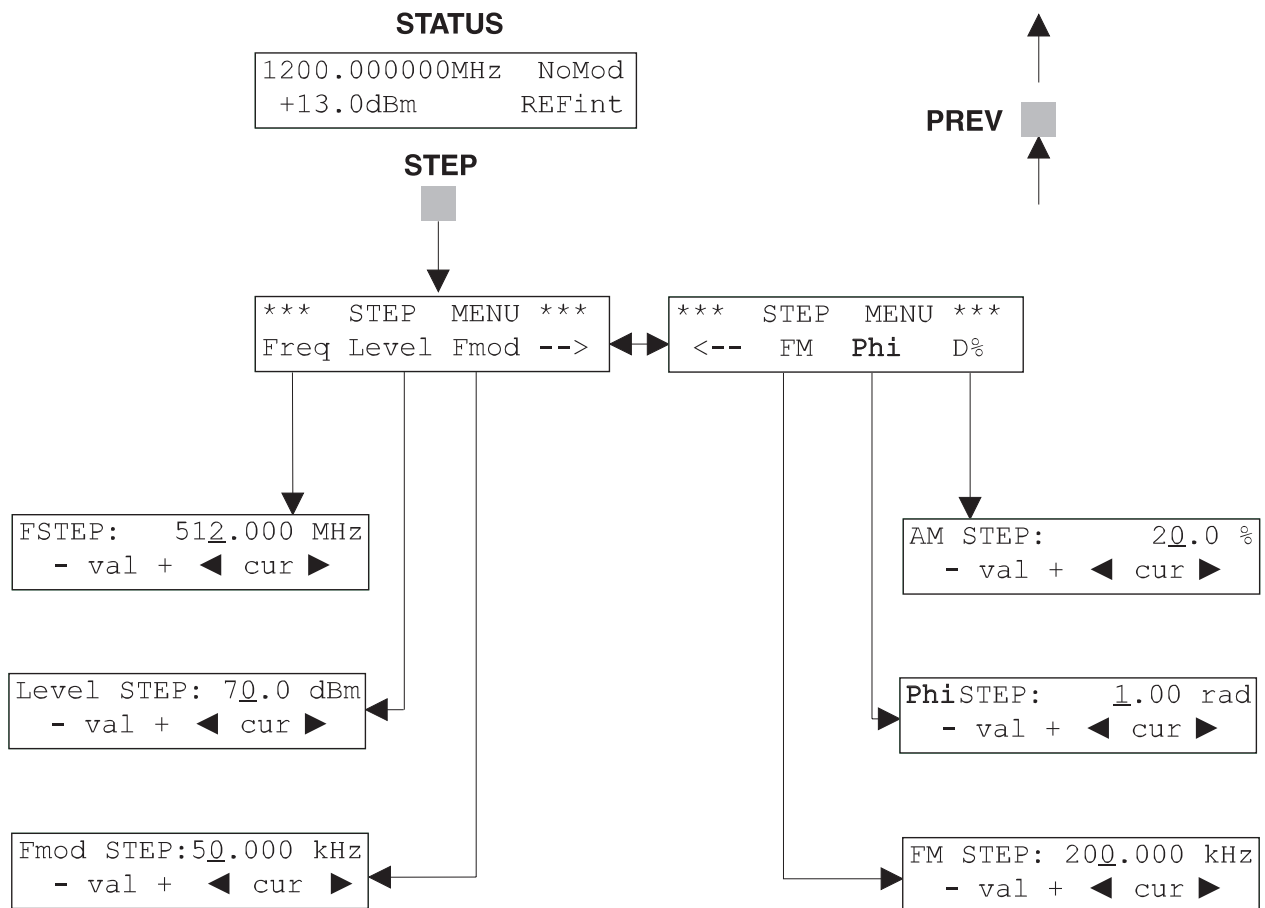 STATUS
1200.000000MHz NoMod
+13.0dBm REFint
PREV
STEP
*** STEP MENU ***
Freq Level Fmod -->
*** STEP MENU ***
<-- FM Phi D%
FSTEP: 512.000 MHz
- val + ◀ cur ▶
AM STEP: 20.0 %
- val + ◀ cur ▶
Level STEP: 70.0 dBm
- val + ◀ cur ▶
PhiSTEP: 1.00 rad
- val + ◀ cur ▶
Fmod STEP:50.000 kHz
- val + ◀ cur ▶
FM STEP: 200.000 kHz
- val + ◀ cur ▶